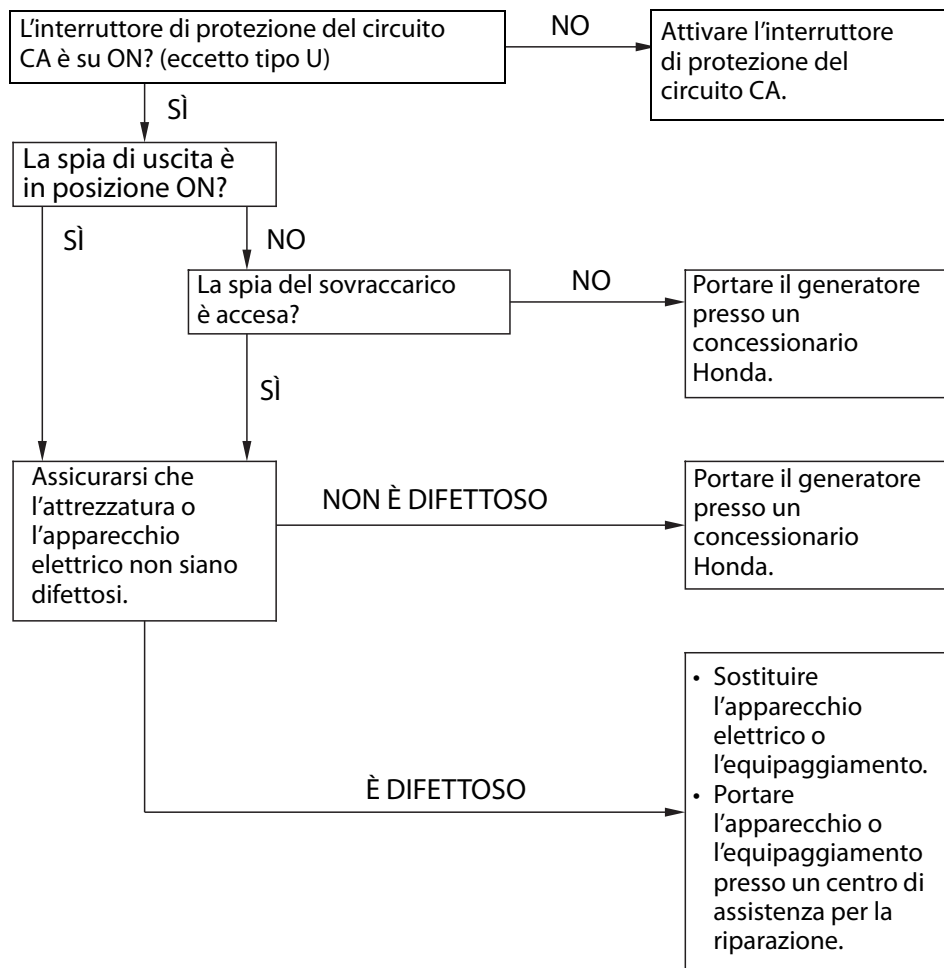 L'interruttore di protezione del circuito
CA è su ON? (eccetto tipo U)
NO
Attivare l'interruttore
di protezione del
circuito CA.
SÌ
La spia di uscita è
in posizione ON?
SÌ
NO
La spia del sovraccarico
è accesa?
NO
Portare il generatore
presso un
concessionario
Honda.
SÌ
Assicurarsi che
l'attrezzatura o
l'apparecchio
elettrico non siano
difettosi.
NON È DIFETTOSO
Portare il generatore
presso un
concessionario
Honda.
È DIFETTOSO
• Sostituire
l'apparecchio
elettrico o
l'equipaggiamento.
• Portare
l'apparecchio o
l'equipaggiamento
presso un centro di
assistenza per la
riparazione.